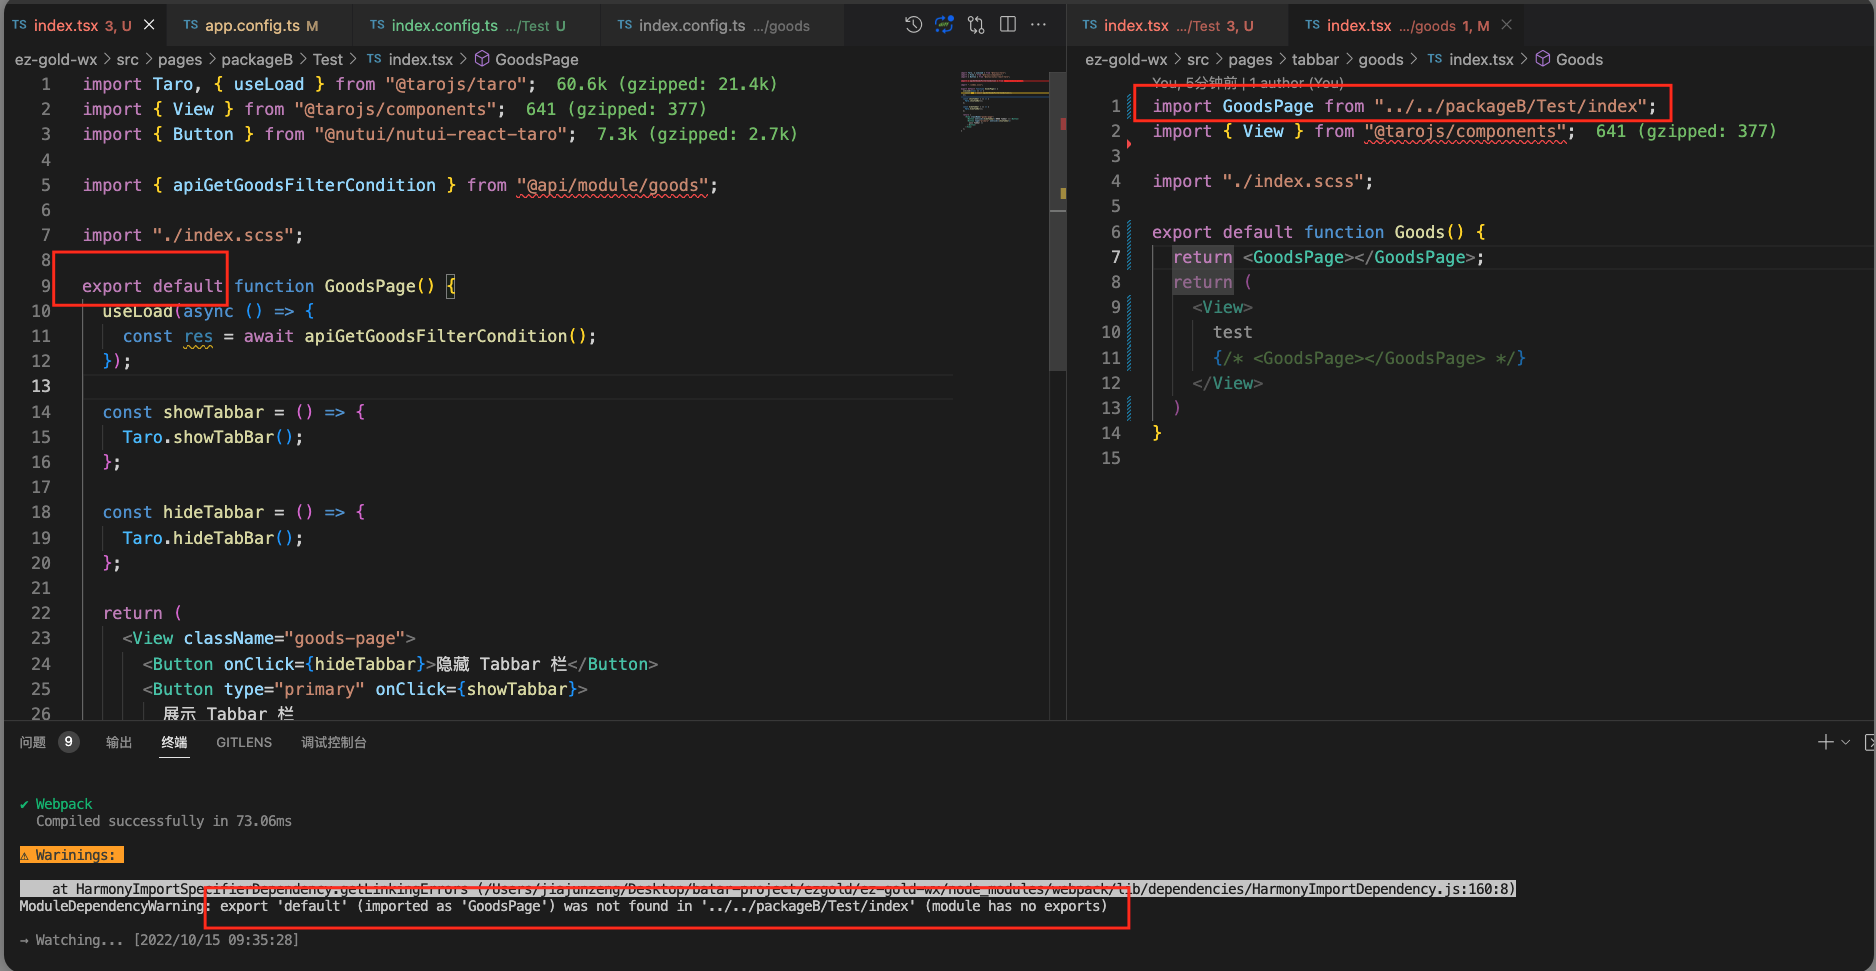 TS index.tsx 3, U
TS app.config.ts M
TS index.config.ts .../Test U
TS index.config.ts .../goods
ez-gold-wx > src > pages > packageB > Test > TS index.tsx > GoodsPage
1 import Taro, { useLoad } from "@tarojs/taro"; 60.6k (gzipped: 21.4k)
2 import { View } from "@tarojs/components"; 641 (gzipped: 377)
3 import { Button } from "@nutui/nutui-react-taro"; 7.3k (gzipped: 2.7k)
4
5 import { apiGetGoodsFilterCondition } from "@api/module/goods";
6
7 import "./index.scss";
8
9 export default function GoodsPage() {
10 useLoad(async () => {
11 const res = await apiGetGoodsFilterCondition();
12 });
13
14 const showTabbar = () => {
15 Taro.showTabBar();
16 };
17
18 const hideTabbar = () => {
19 Taro.hideTabBar();
20 };
21
22 return (
23 <View className="goods-page">
24 <Button onClick={hideTabbar}>隐藏 Tabbar 栏</Button>
25 <Button type="primary" onClick={showTabbar}>
26 展示 Tabbar 栏
TS index.tsx .../Test 3, U
TS index.tsx .../goods 1, M
ez-gold-wx > src > pages > tabbar > goods > TS index.tsx > Goods
You, 5分钟前 | 1 author (You)
1 import GoodsPage from "../../packageB/Test/index";
2 import { View } from "@tarojs/components"; 641 (gzipped: 377)
3
4 import "./index.scss";
5
6 export default function Goods() {
7 return <GoodsPage></GoodsPage>;
8 return (
9 <View>
10 test
11 {/* <GoodsPage></GoodsPage> */}
12 </View>
13 )
14 }
15
问题 9 输出 终端 GITLENS 调试控制台
✔ Webpack
Compiled successfully in 73.06ms
⚠ Warinings:
at HarmonyImportSpecifierDependency.getLinkingErrors (/Users/jiajunzeng/Desktop/batar-project/ezgold/ez-gold-wx/node_modules/webpack/lib/dependencies/HarmonyImportDependency.js:160:8)
ModuleDependencyWarning: export 'default' (imported as 'GoodsPage') was not found in '../../packageB/Test/index' (module has no exports)
→ Watching... [2022/10/15 09:35:28]